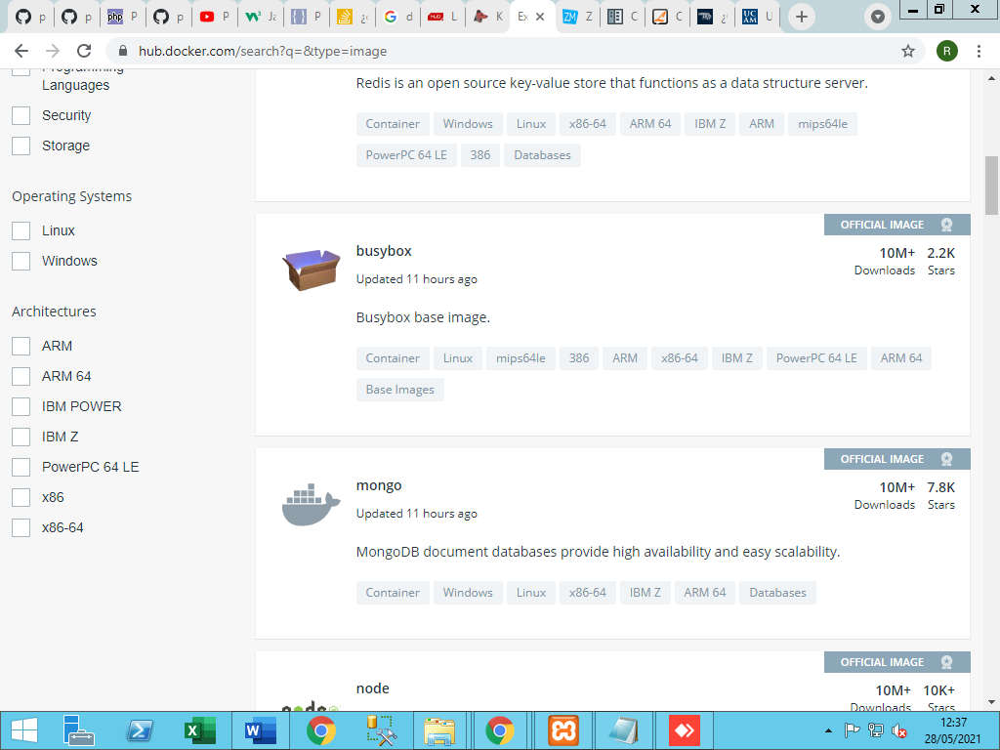 p p php P p P Ja P ¿c d L K Ex Z C C ¿l U
hub.docker.com/search?q=&type=image R
Programming
Languages
Security
Storage
Operating Systems
Linux
Windows
Architectures
ARM
ARM 64
IBM POWER
IBM Z
PowerPC 64 LE
x86
x86-64
Redis is an open source key-value store that functions as a data structure server.
Container Windows Linux x86-64 ARM 64 IBM Z ARM mips64le
PowerPC 64 LE 386 Databases
OFFICIAL IMAGE
busybox
10M+ 2.2K
Downloads Stars
Updated 11 hours ago
Busybox base image.
Container Linux mips64le 386 ARM x86-64 IBM Z PowerPC 64 LE ARM 64
Base Images
OFFICIAL IMAGE
mongo
10M+ 7.8K
Downloads Stars
Updated 11 hours ago
MongoDB document databases provide high availability and easy scalability.
Container Windows Linux x86-64 IBM Z ARM 64 Databases
OFFICIAL IMAGE
node
10M+ 10K+
Downloads Stars
12:37
28/05/2021